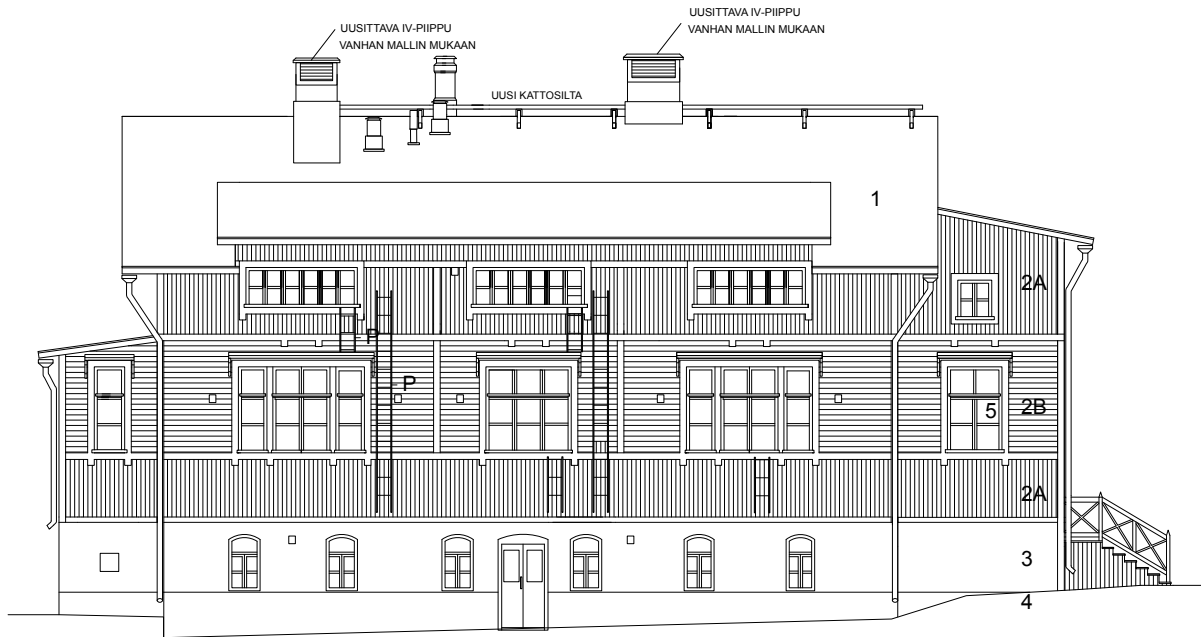 UUSITTAVA IV-PIIPPU
VANHAN MALLIN MUKAAN
UUSITTAVA IV-PIIPPU
VANHAN MALLIN MUKAAN
UUSI KATTOSILTA
1
2A
P
P
5
2B
2A
3
4